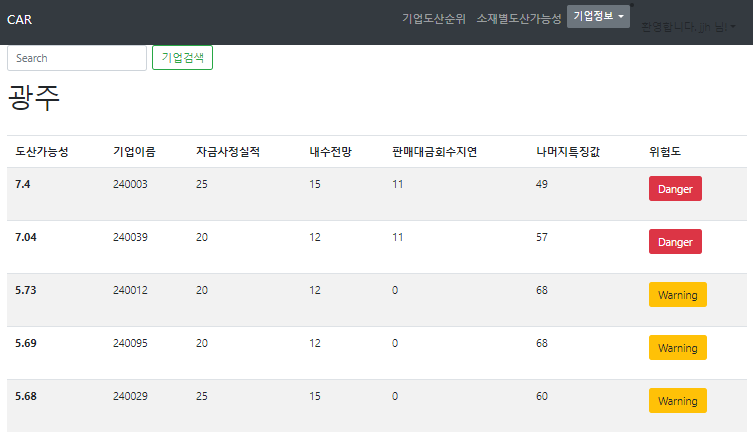 CAR 기업도산순위 소재별도산가능성 기업정보 환영합니다. jjh 님!
Search 기업검색
광주
도산가능성 기업이름 자금사정실적 내수전망 판매대금회수지연 나머지특징값 위험도
7.4 240003 25 15 11 49 Danger
7.04 240039 20 12 11 57 Danger
5.73 240012 20 12 0 68 Warning
5.69 240095 20 12 0 68 Warning
5.68 240029 25 15 0 60 Warning